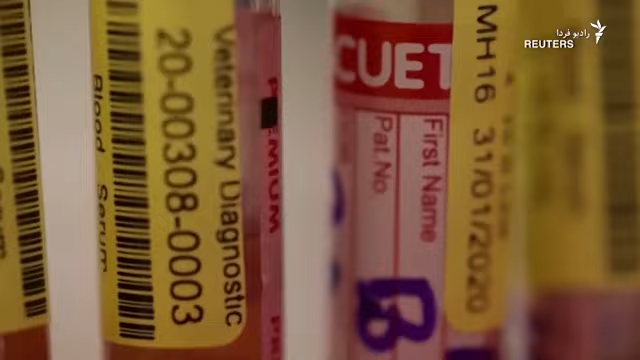 رادیو فردا
REUTERS
Veterinary Diagnostic
20-00308-0003
Blood Serum
CUET
First Name
Pat.No.
B
MH16 31/01/2020